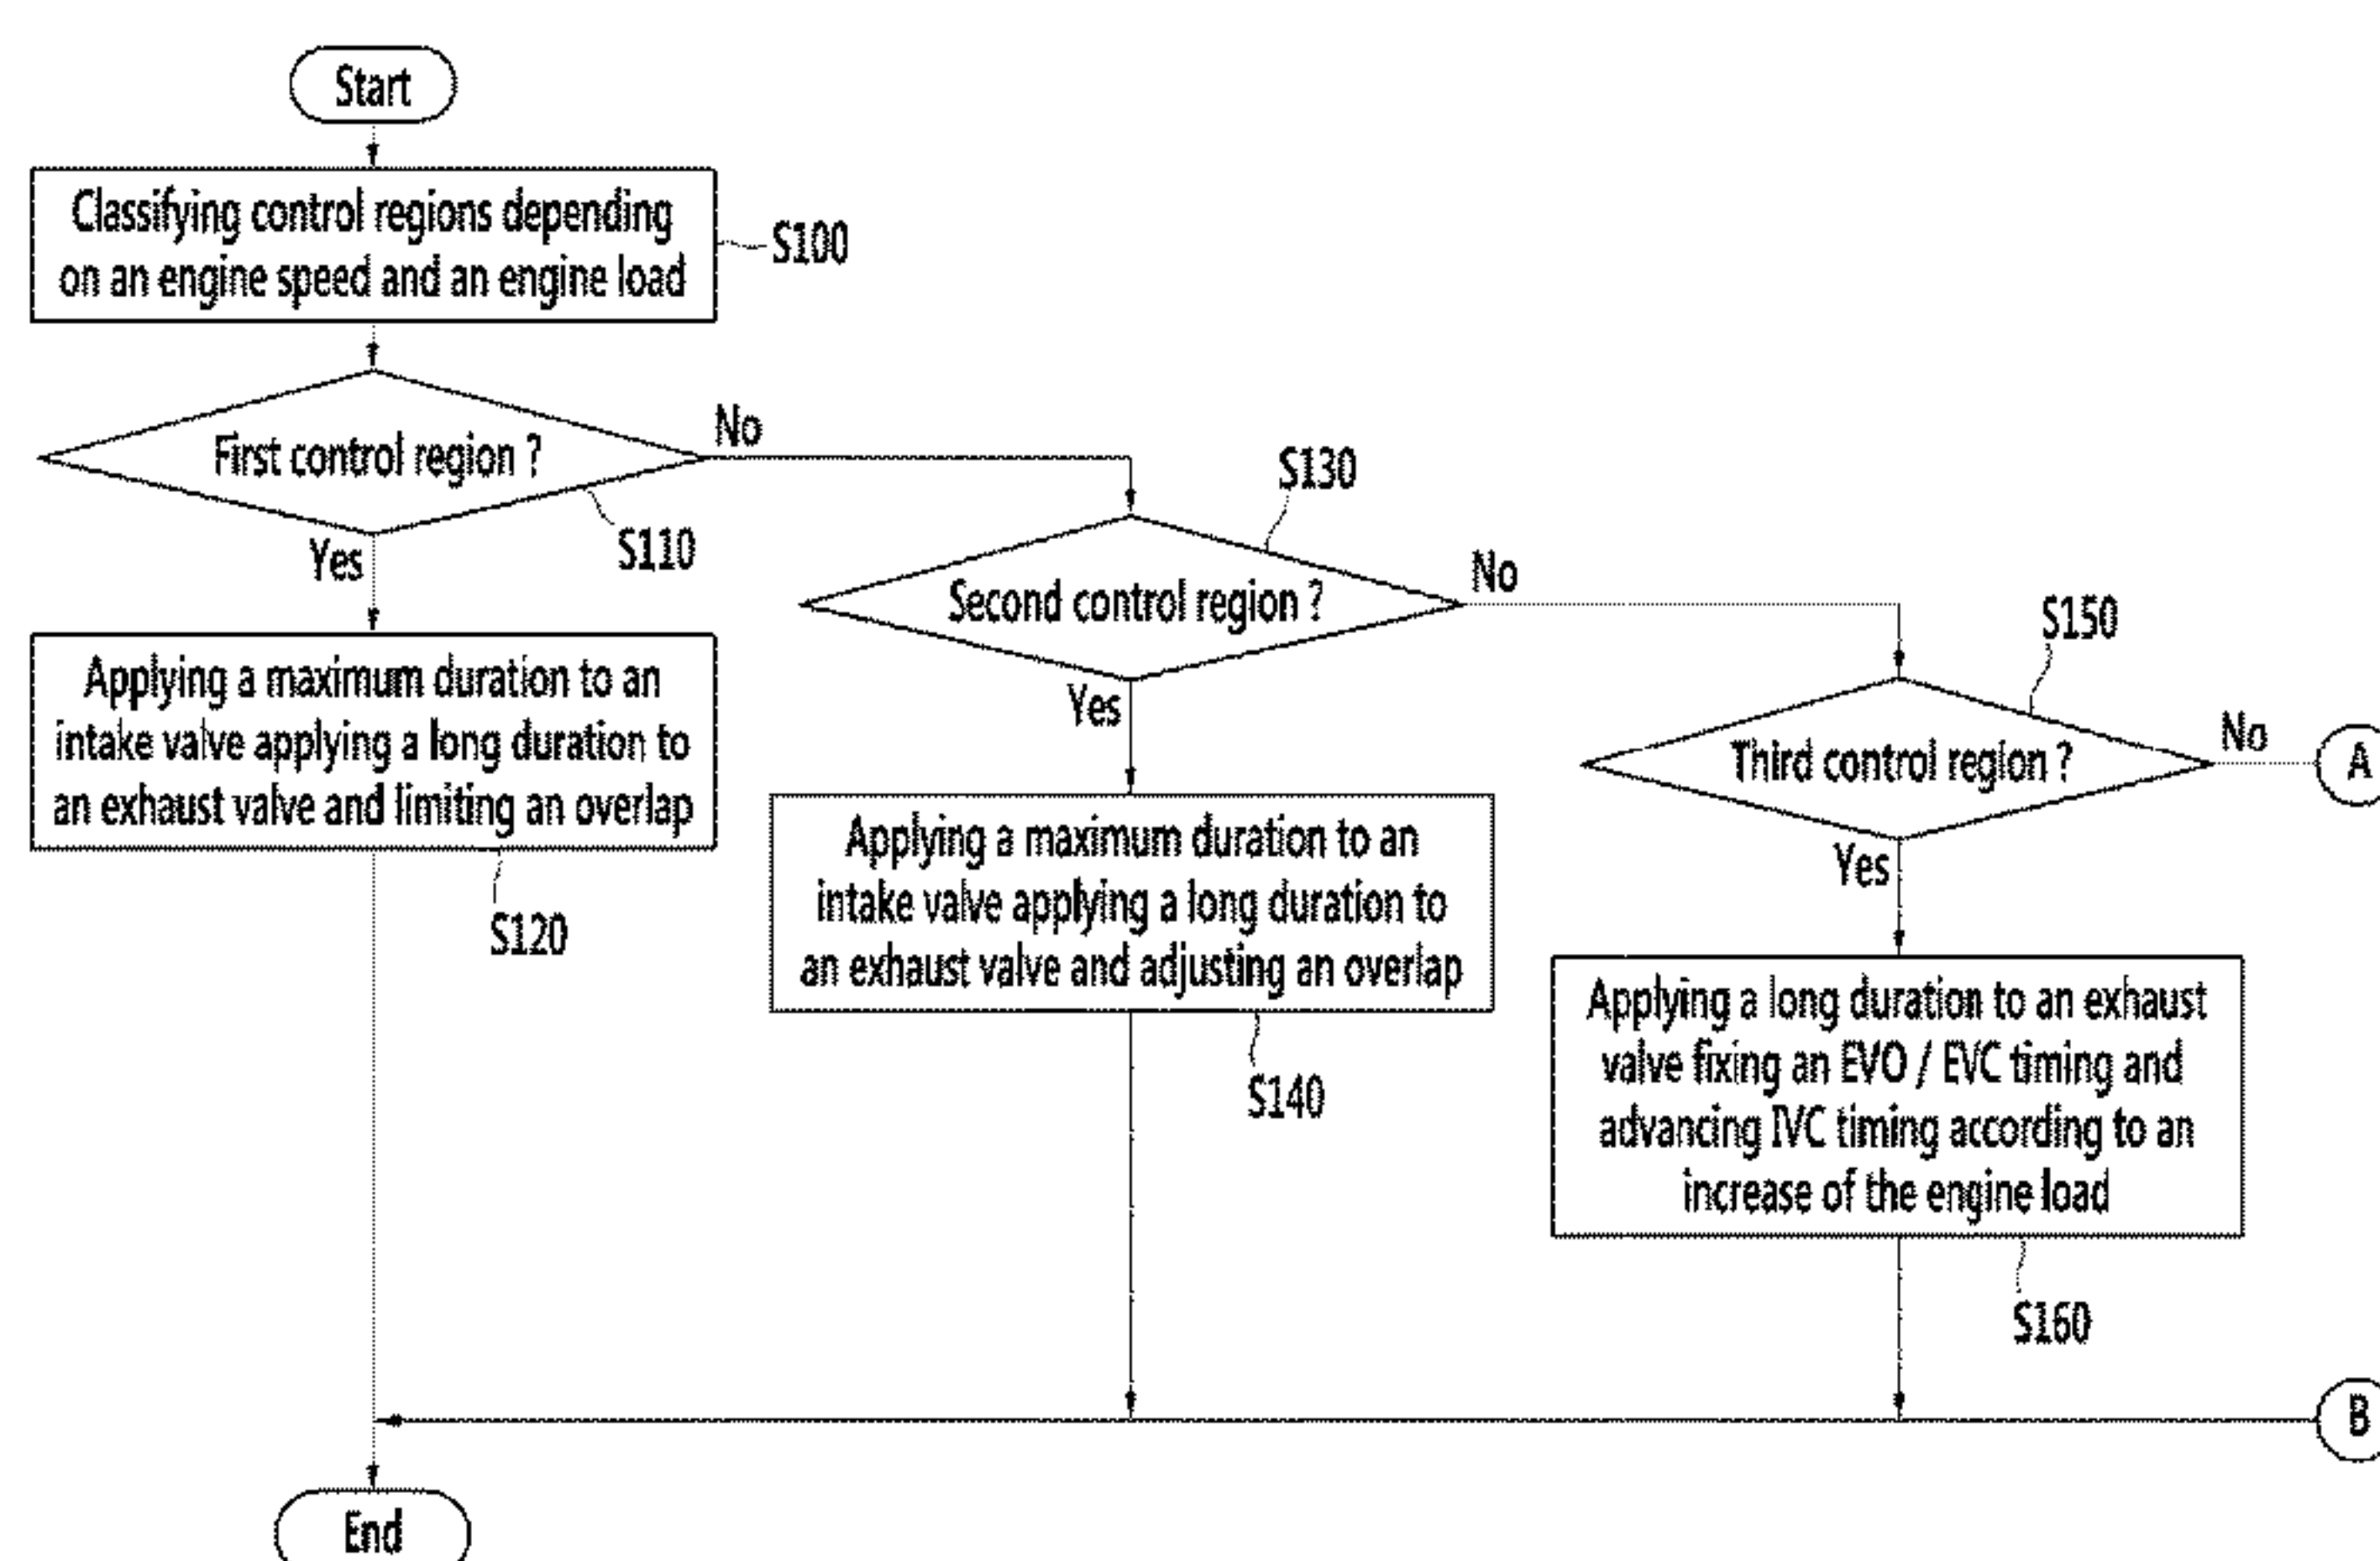 Start
Classifying control regions depending
on an engine speed and an engine load
S100
First control region ?
No
S110
Yes
Applying a maximum duration to an
intake valve applying a long duration to
an exhaust valve and limiting an overlap
S120
S130
Second control region ?
No
Yes
Applying a maximum duration to an
intake valve applying a long duration to
an exhaust valve and adjusting an overlap
S140
S150
Third control region ?
No
A
Yes
Applying a long duration to an exhaust
valve fixing an EVO / EVC timing and
advancing IVC timing according to an
increase of the engine load
S160
B
End